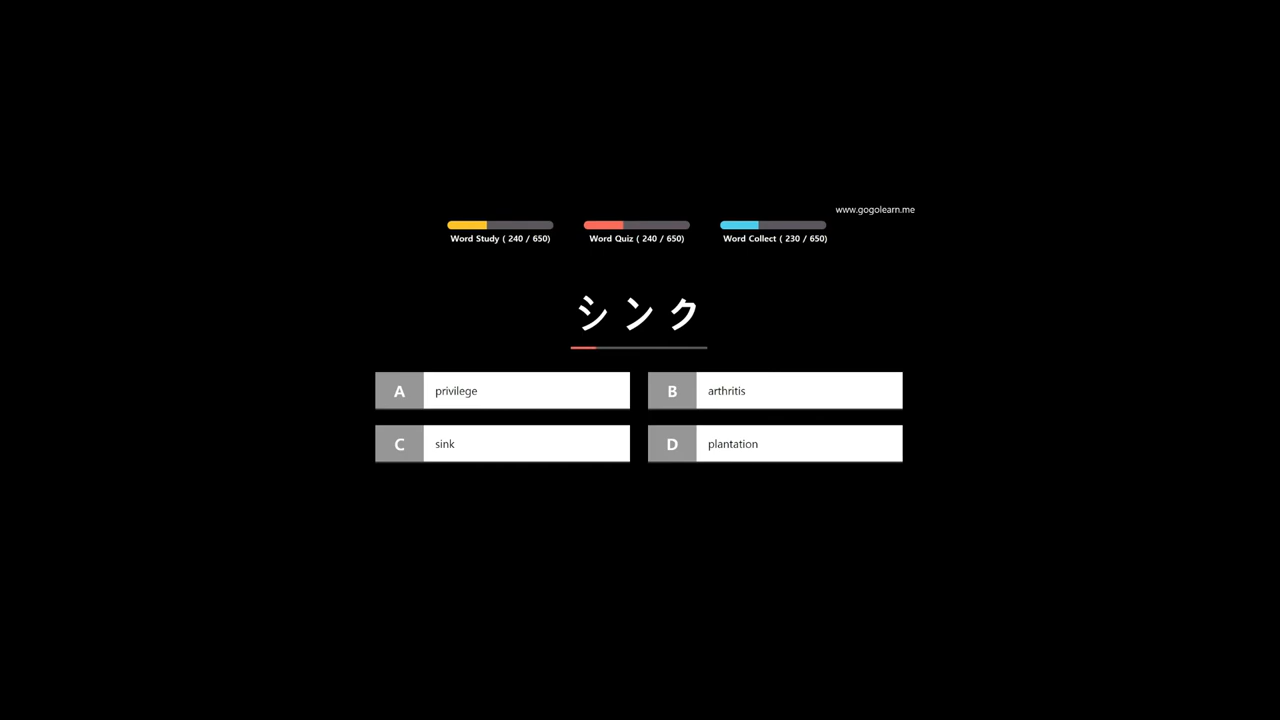 www.gogolearn.me
Word Study ( 240 / 650)
Word Quiz ( 240 / 650)
Word Collect ( 230 / 650)
シンク
A privilege
B arthritis
C sink
D plantation